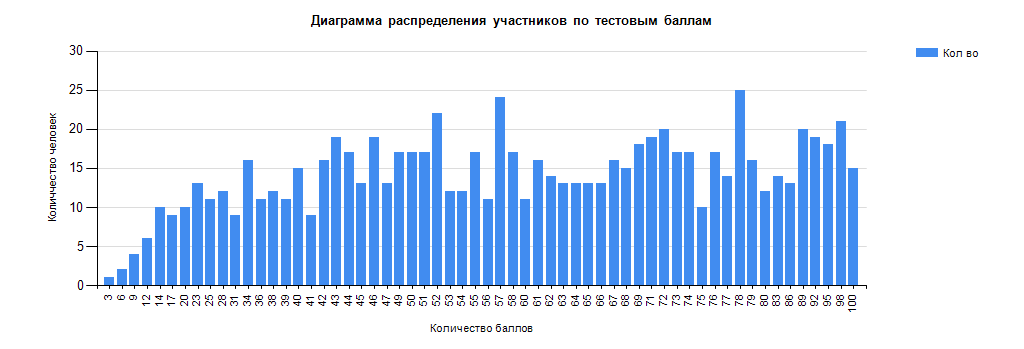 Диаграмма распределения участников по тестовым баллам
Кол во
Количчество человек
30
25
20
15
10
5
0
3 6 9 12 14 17 20 23 25 28 31 34 36 38 39 40 41 42 43 44 45 46 47 49 50 51 52 53 54 55 56 57 58 60 61 62 63 64 65 66 67 68 69 71 72 73 74 75 76 77 78 79 80 83 86 89 92 95 98 100
Количество баллов